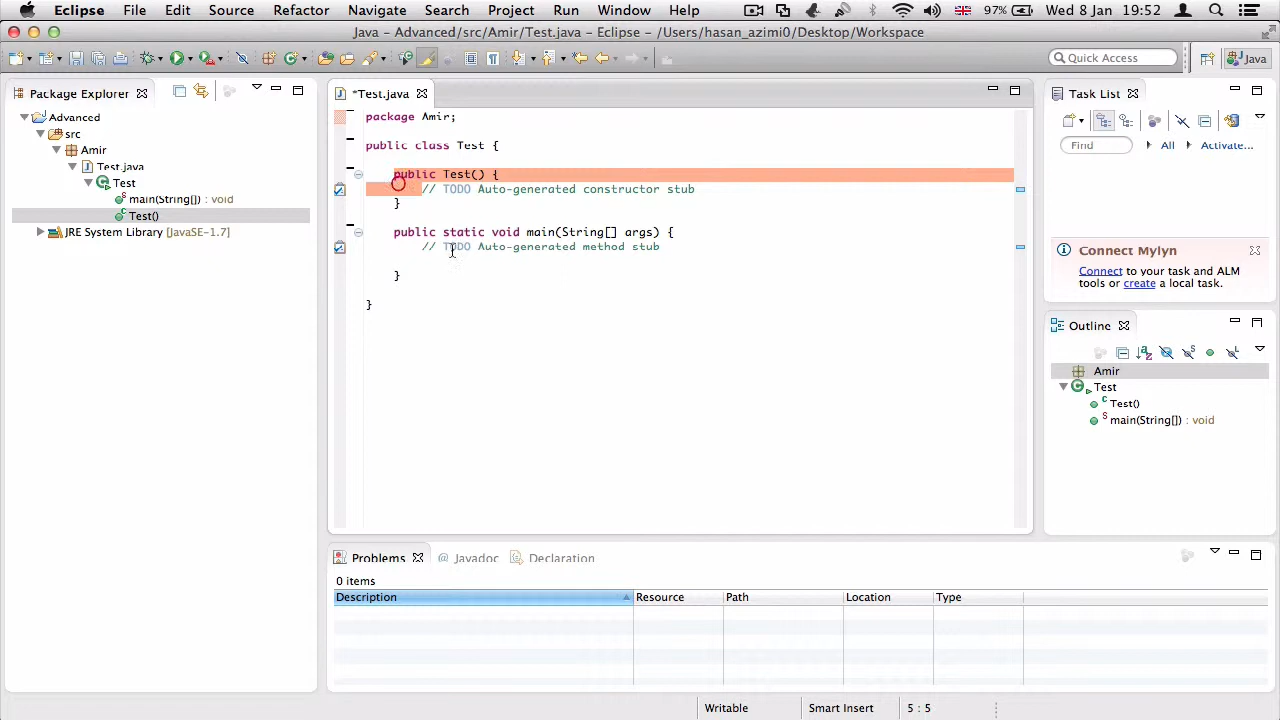 Eclipse File Edit Source Refactor Navigate Search Project Run Window Help 97% Wed 8 Jan 19:52
Java - Advanced/src/Amir/Test.java - Eclipse - /Users/hasan_azimi0/Desktop/Workspace
Quick Access
Java
Package Explorer
Advanced
src
Amir
Test.java
Test
main(String[]) : void
Test()
JRE System Library [JavaSE-1.7]
*Test.java
package Amir;
public class Test {
public Test() {
// TODO Auto-generated constructor stub
}
public static void main(String[] args) {
// TODO Auto-generated method stub
}
}
Task List
Find
All
Activate...
Connect Mylyn
Connect to your task and ALM
tools or create a local task.
Outline
Amir
Test
Test()
main(String[]) : void
Problems
@ Javadoc
Declaration
0 items
Description Resource Path Location Type
Writable
Smart Insert
5 : 5